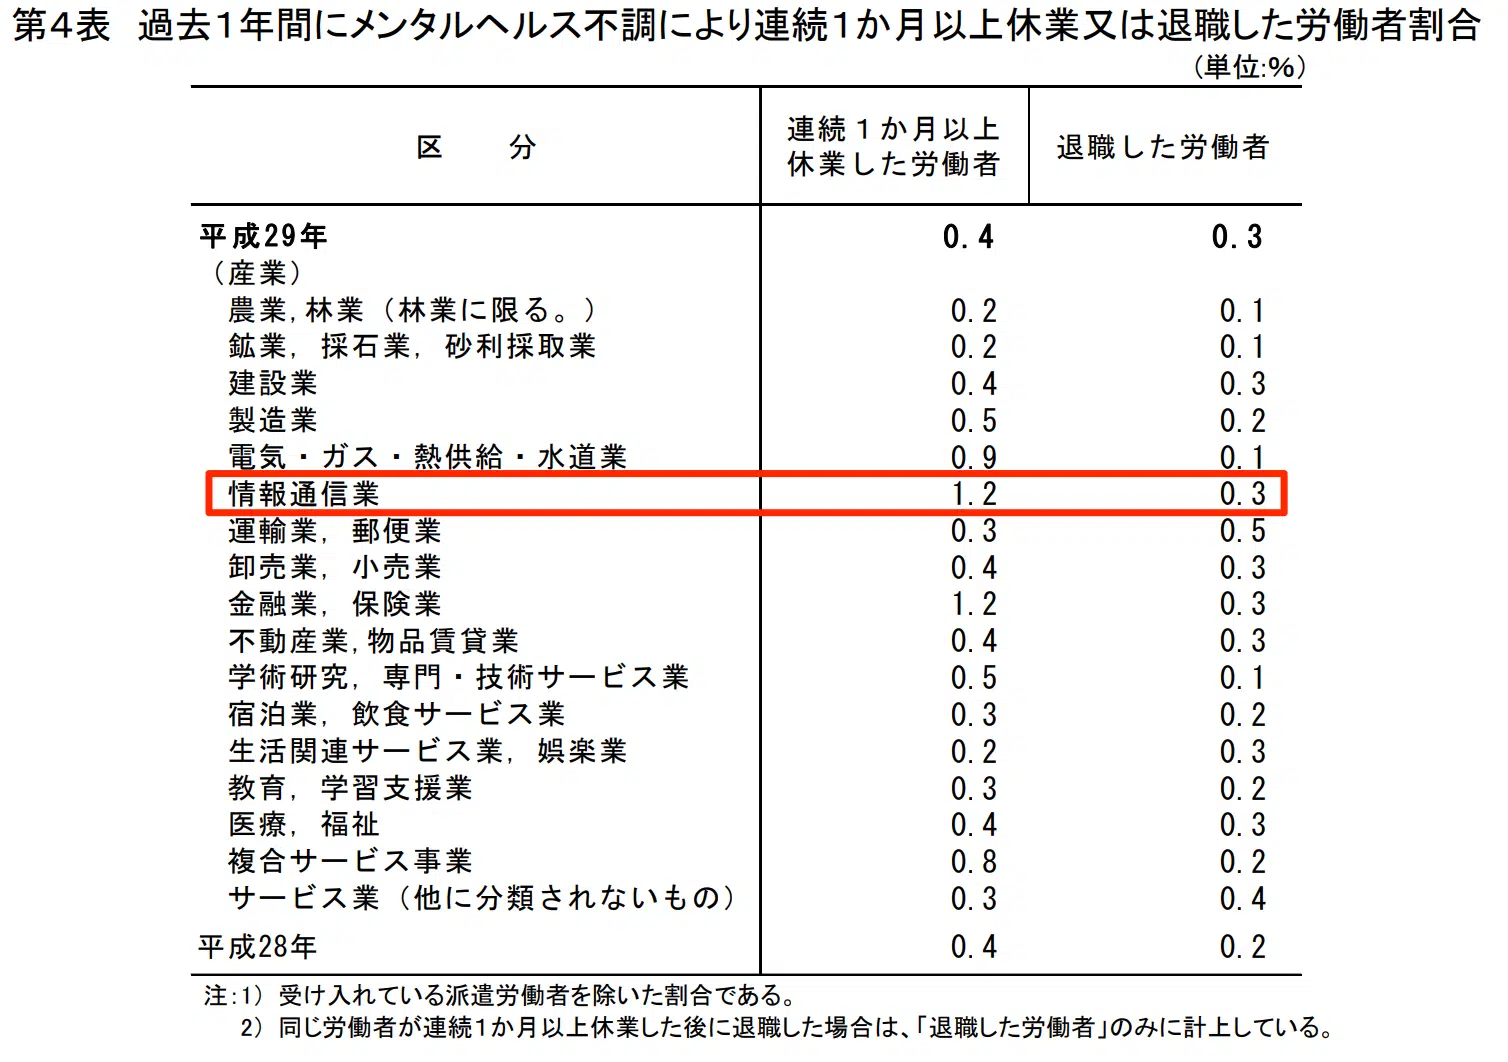 第4表　過去1年間にメンタルヘルス不調により連続1か月以上休業又は退職した労働者割合
(単位:%)
区　　分　連続１か月以上休業した労働者　退職した労働者
平成29年　0.4　0.3
（産業）
農業,林業（林業に限る。）　0.2　0.1
鉱業，採石業，砂利採取業　0.2　0.1
建設業　0.4　0.3
製造業　0.5　0.2
電気・ガス・熱供給・水道業　0.9　0.1
情報通信業　1.2　0.3
運輸業，郵便業　0.3　0.5
卸売業，小売業　0.4　0.3
金融業，保険業　1.2　0.3
不動産業,物品賃貸業　0.4　0.3
学術研究，専門・技術サービス業　0.5　0.1
宿泊業，飲食サービス業　0.3　0.2
生活関連サービス業，娯楽業　0.2　0.3
教育，学習支援業　0.3　0.2
医療，福祉　0.4　0.3
複合サービス事業　0.8　0.2
サービス業（他に分類されないもの）　0.3　0.4
平成28年　0.4　0.2
注:1） 受け入れている派遣労働者を除いた割合である。
2） 同じ労働者が連続1か月以上休業した後に退職した場合は、「退職した労働者」のみに計上している。